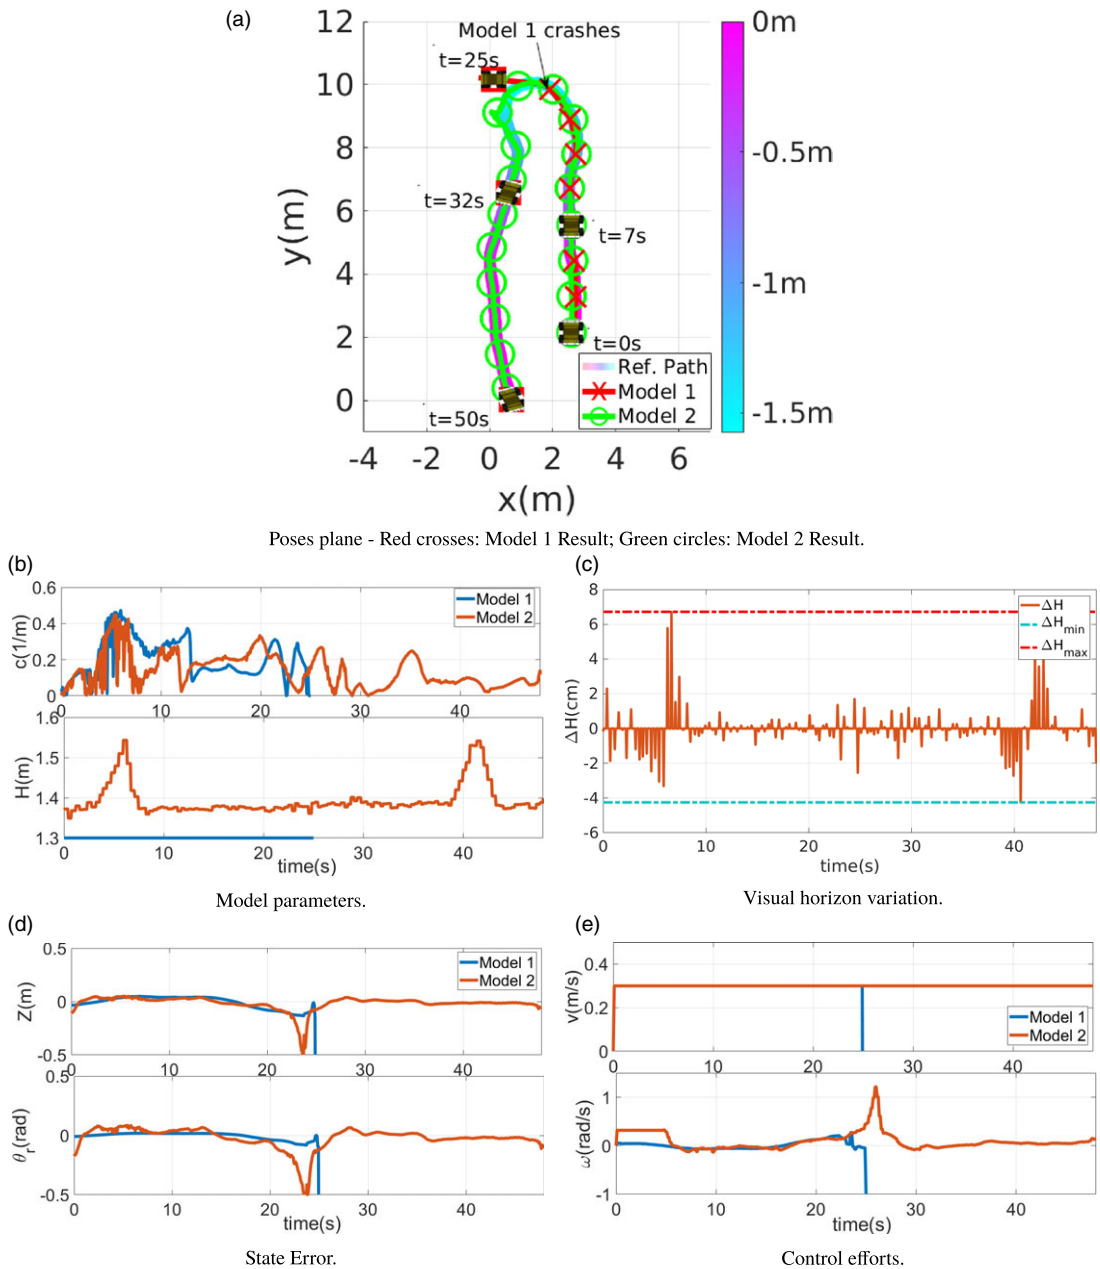 (a)
12
10
8
6
4
2
0
y(m)
-4 -2 0 2 4 6
x(m)
Model 1 crashes
t=25s
t=32s
t=7s
t=0s
t=50s
Ref. Path
Model 1
Model 2
0m
-0.5m
-1m
-1.5m
Poses plane - Red crosses: Model 1 Result; Green circles: Model 2 Result.
(b)
0.6
0.4
0.2
0
c(1/m)
Model 1
Model 2
0 10 20 30 40
1.6
1.5
1.4
1.3
H(m)
0 10 20 30 40
time(s)
Model parameters.
(c)
8
6
4
2
0
-2
-4
-6
ΔH(cm)
ΔH
ΔHmin
ΔHmax
0 10 20 30 40
time(s)
Visual horizon variation.
(d)
0.5
0
-0.5
Z(m)
Model 1
Model 2
0 10 20 30 40
0.5
0
-0.5
θr(rad)
0 10 20 30 40
time(s)
State Error.
(e)
0.4
0.2
0
v(m/s)
Model 1
Model 2
0 10 20 30 40
1
0
-1
ω(rad/s)
0 10 20 30 40
time(s)
Control efforts.